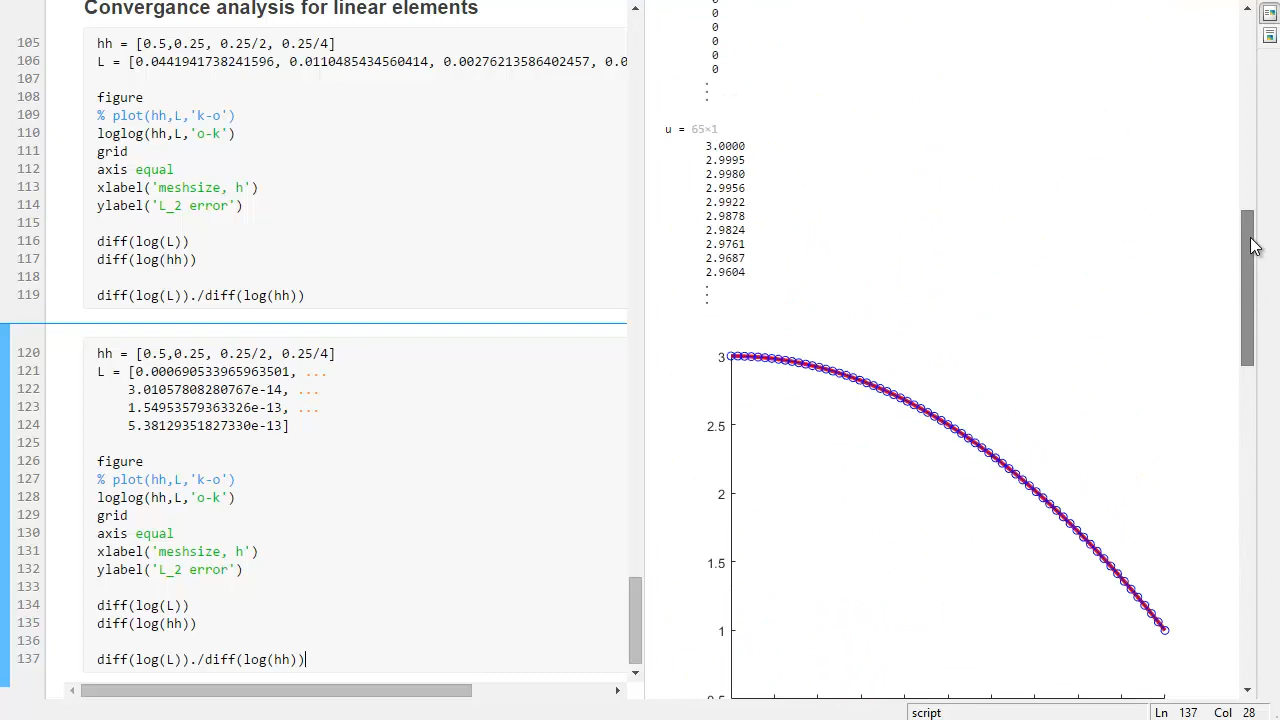 Convergance analysis for linear elements
105 hh = [0.5,0.25, 0.25/2, 0.25/4]
106 L = [0.0441941738241596, 0.0110485434560414, 0.00276213586402457, 0.0
107
108 figure
109 % plot(hh,L,'k-o')
110 loglog(hh,L,'o-k')
111 grid
112 axis equal
113 xlabel('meshsize, h')
114 ylabel('L_2 error')
115
116 diff(log(L))
117 diff(log(hh))
118
119 diff(log(L))./diff(log(hh))
120 hh = [0.5,0.25, 0.25/2, 0.25/4]
121 L = [0.000690533965963501, ...
122 3.01057808280767e-14, ...
123 1.54953579363326e-13, ...
124 5.38129351827330e-13]
125
126 figure
127 % plot(hh,L,'k-o')
128 loglog(hh,L,'o-k')
129 grid
130 axis equal
131 xlabel('meshsize, h')
132 ylabel('L_2 error')
133
134 diff(log(L))
135 diff(log(hh))
136
137 diff(log(L))./diff(log(hh))
0
0
0
0
0
⋮
u = 65×1
3.0000
2.9995
2.9980
2.9956
2.9922
2.9878
2.9824
2.9761
2.9687
2.9604
⋮
3
2.5
2
1.5
1
0.5
script
Ln 137 Col 28